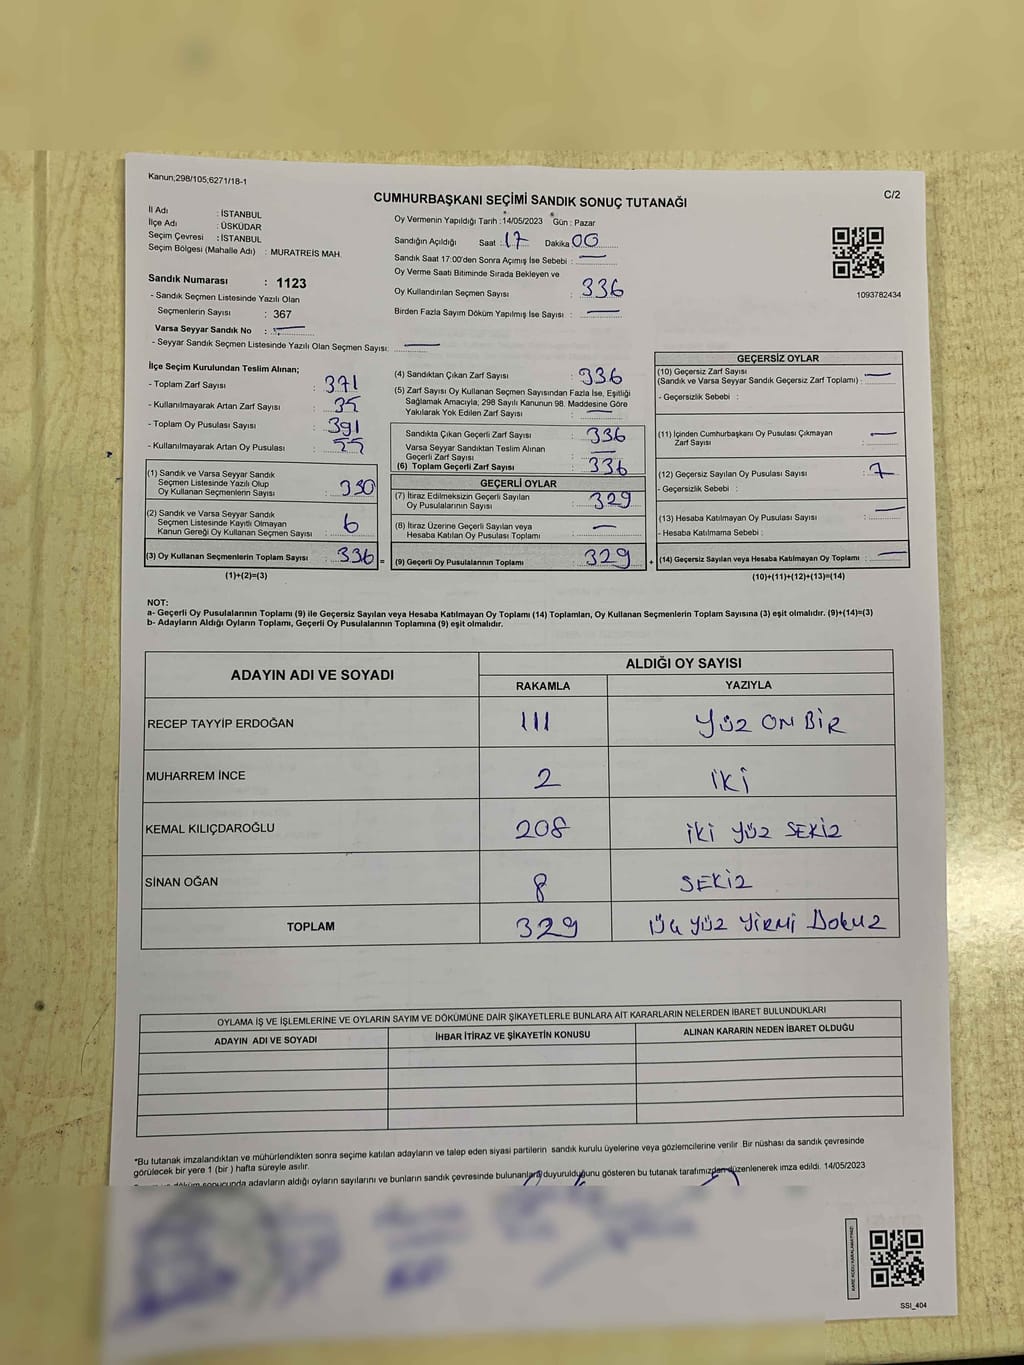 Kanun;298/105;6271/18-1
C/2
CUMHURBAŞKANI SEÇİMİ SANDIK SONUÇ TUTANAĞI
İl Adı : İSTANBUL
İlçe Adı : ÜSKÜDAR
Seçim Çevresi : İSTANBUL
Seçim Bölgesi (Mahalle Adı) : MURATREİS MAH.
Sandık Numarası : 1123
- Sandık Seçmen Listesinde Yazılı Olan
Seçmenlerin Sayısı : 367
Varsa Seyyar Sandık No :
- Seyyar Sandık Seçmen Listesinde Yazılı Olan Seçmen Sayısı:
Oy Vermenin Yapıldığı Tarih : 14/05/2023 Gün : Pazar
Sandığın Açıldığı Saat : 17 Dakika 00
Sandık Saat 17:00'den Sonra Açımış İse Sebebi : —
Oy Verme Saati Bitiminde Sırada Bekleyen ve
Oy Kullandırılan Seçmen Sayısı : 336
Birden Fazla Sayım Döküm Yapılmış İse Sayısı : —
1093782434
İlçe Seçim Kurulundan Teslim Alınan;
- Toplam Zarf Sayısı : 371
- Kullanılmayarak Artan Zarf Sayısı : 35
- Toplam Oy Pusulası Sayısı : 391
- Kullanılmayarak Artan Oy Pusulası : 55
(1) Sandık ve Varsa Seyyar Sandık
Seçmen Listesinde Yazılı Olup
Oy Kullanan Seçmenlerin Sayısı : 330
(2) Sandık ve Varsa Seyyar Sandık
Seçmen Listesinde Kayıtlı Olmayan
Kanun Gereği Oy Kullanan Seçmen Sayısı : 6
(3) Oy Kullanan Seçmenlerin Toplam Sayısı : 336 =
(1)+(2)=(3)
(4) Sandıktan Çıkan Zarf Sayısı : 336
(5) Zarf Sayısı Oy Kullanan Seçmen Sayısından Fazla İse, Eşitliği
Sağlamak Amacıyla; 298 Sayılı Kanunun 98. Maddesine Göre
Yakılarak Yok Edilen Zarf Sayısı : —
Sandıkta Çıkan Geçerli Zarf Sayısı : 336
Varsa Seyyar Sandıktan Teslim Alınan
Geçerli Zarf Sayısı : —
(6) Toplam Geçerli Zarf Sayısı : 336
GEÇERLİ OYLAR
(7) İtiraz Edilmeksizin Geçerli Sayılan
Oy Pusulalarının Sayısı : 329
(8) İtiraz Üzerine Geçerli Sayılan veya
Hesaba Katılan Oy Pusulası Toplamı : —
(9) Geçerli Oy Pusulalarının Toplamı : 329 +
GEÇERSİZ OYLAR
(10) Geçersiz Zarf Sayısı
(Sandık ve Varsa Seyyar Sandık Geçersiz Zarf Toplamı) : —
- Geçersizlik Sebebi :
(11) İçinden Cumhurbaşkanı Oy Pusulası Çıkmayan
Zarf Sayısı : —
(12) Geçersiz Sayılan Oy Pusulası Sayısı : 7
- Geçersizlik Sebebi :
(13) Hesaba Katılmayan Oy Pusulası Sayısı : —
- Hesaba Katılmama Sebebi :
(14) Geçersiz Sayılan veya Hesaba Katılmayan Oy Toplamı : —
(10)+(11)+(12)+(13)=(14)
NOT:
a- Geçerli Oy Pusulalarının Toplamı (9) ile Geçersiz Sayılan veya Hesaba Katılmayan Oy Toplamı (14) Toplamları, Oy Kullanan Seçmenlerin Toplam Sayısına (3) eşit olmalıdır. (9)+(14)=(3)
b- Adayların Aldığı Oyların Toplamı, Geçerli Oy Pusulalarının Toplamına (9) eşit olmalıdır.
ADAYIN ADI VE SOYADI
ALDIĞI OY SAYISI
RAKAMLA YAZIYLA
RECEP TAYYİP ERDOĞAN 111 YÜZ ON BİR
MUHARREM İNCE 2 İKİ
KEMAL KILIÇDAROĞLU 208 İKİ YÜZ SEKİZ
SİNAN OĞAN 8 SEKİZ
TOPLAM 329 ÜÇ YÜZ YİRMİ DOKUZ
OYLAMA İŞ VE İŞLEMLERİNE VE OYLARIN SAYIM VE DÖKÜMÜNE DAİR ŞİKAYETLERLE BUNLARA AİT KARARLARIN NELERDEN İBARET BULUNDUKLARI
ADAYIN ADI VE SOYADI İHBAR İTİRAZ VE ŞİKAYETİN KONUSU ALINAN KARARIN NEDEN İBARET OLDUĞU
*Bu tutanak imzalandıktan ve mühürlendikten sonra seçime katılan adayların ve talep eden siyasi partilerin sandık kurulu üyelerine veya gözlemcilerine verilir. Bir nüshası da sandık çevresinde
görülecek bir yere 1 (bir) hafta süreyle asılır.
döküm sonucunda adayların aldığı oyların sayılarını ve bunların sandık çevresinde bulunanlara duyurulduğunu gösteren bu tutanak tarafımızdan düzenlenerek imza edildi. 14/05/2023
SSI_404